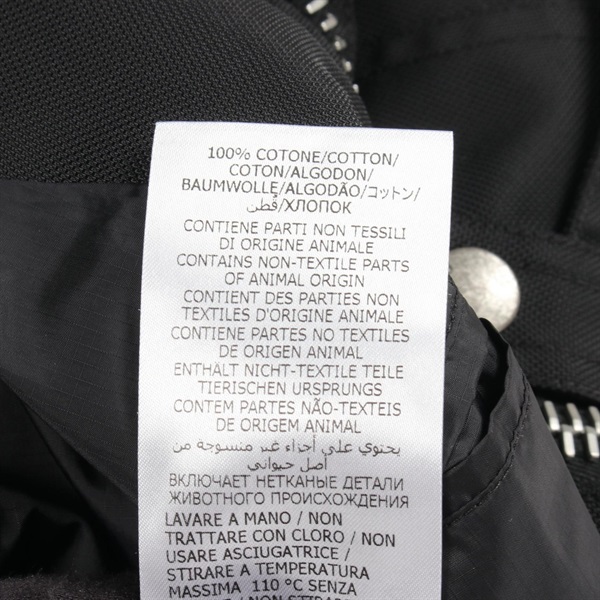 100% COTONE/COTTON/
COTON/ALGODON/
BAUMWOLLE/ALGODÃO/コットン/
قطن/ХЛОПОК
CONTIENE PARTI NON TESSILI
DI ORIGINE ANIMALE
CONTAINS NON-TEXTILE PARTS
OF ANIMAL ORIGIN
CONTIENT DES PARTIES NON
TEXTILES D'ORIGINE ANIMALE
CONTIENE PARTES NO TEXTILES
DE ORIGEN ANIMAL
ENTHÄLT NICHT-TEXTILE TEILE
TIERISCHEN URSPRUNGS
CONTEM PARTES NÃO-TEXTEIS
DE ORIGEM ANIMAL
يحتوي على أجزاء غير منسوجة من
أصل حيواني
ВКЛЮЧАЕТ НЕТКАНЫЕ ДЕТАЛИ
ЖИВОТНОГО ПРОИСХОЖДЕНИЯ
LAVARE A MANO / NON
TRATTARE CON CLORO / NON
USARE ASCIUGATRICE /
STIRARE A TEMPERATURA
MASSIMA 110 °C SENZA